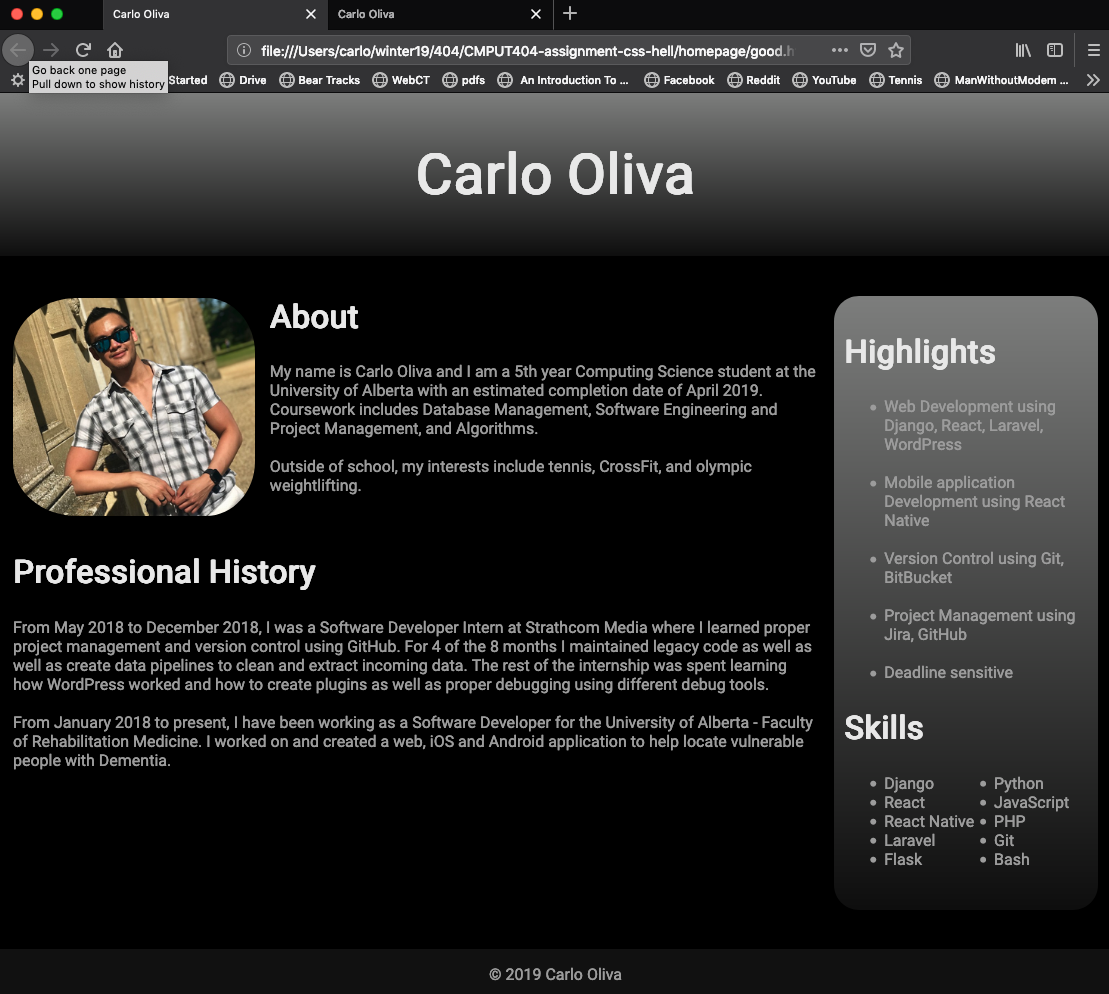 Carlo Oliva
Carlo Oliva
file:///Users/carlo/winter19/404/CMPUT404-assignment-css-hell/homepage/good.h
Go back one page
Pull down to show history
Started Drive Bear Tracks WebCT pdfs An Introduction To ... Facebook Reddit YouTube Tennis ManWithoutModem ...
Carlo Oliva
About
My name is Carlo Oliva and I am a 5th year Computing Science student at the
University of Alberta with an estimated completion date of April 2019.
Coursework includes Database Management, Software Engineering and
Project Management, and Algorithms.
Outside of school, my interests include tennis, CrossFit, and olympic
weightlifting.
Professional History
From May 2018 to December 2018, I was a Software Developer Intern at Strathcom Media where I learned proper
project management and version control using GitHub. For 4 of the 8 months I maintained legacy code as well as
well as create data pipelines to clean and extract incoming data. The rest of the internship was spent learning
how WordPress worked and how to create plugins as well as proper debugging using different debug tools.
From January 2018 to present, I have been working as a Software Developer for the University of Alberta - Faculty
of Rehabilitation Medicine. I worked on and created a web, iOS and Android application to help locate vulnerable
people with Dementia.
Highlights
• Web Development using
Django, React, Laravel,
WordPress
• Mobile application
Development using React
Native
• Version Control using Git,
BitBucket
• Project Management using
Jira, GitHub
• Deadline sensitive
Skills
• Django
• React
• React Native
• Laravel
• Flask
• Python
• JavaScript
• PHP
• Git
• Bash
© 2019 Carlo Oliva